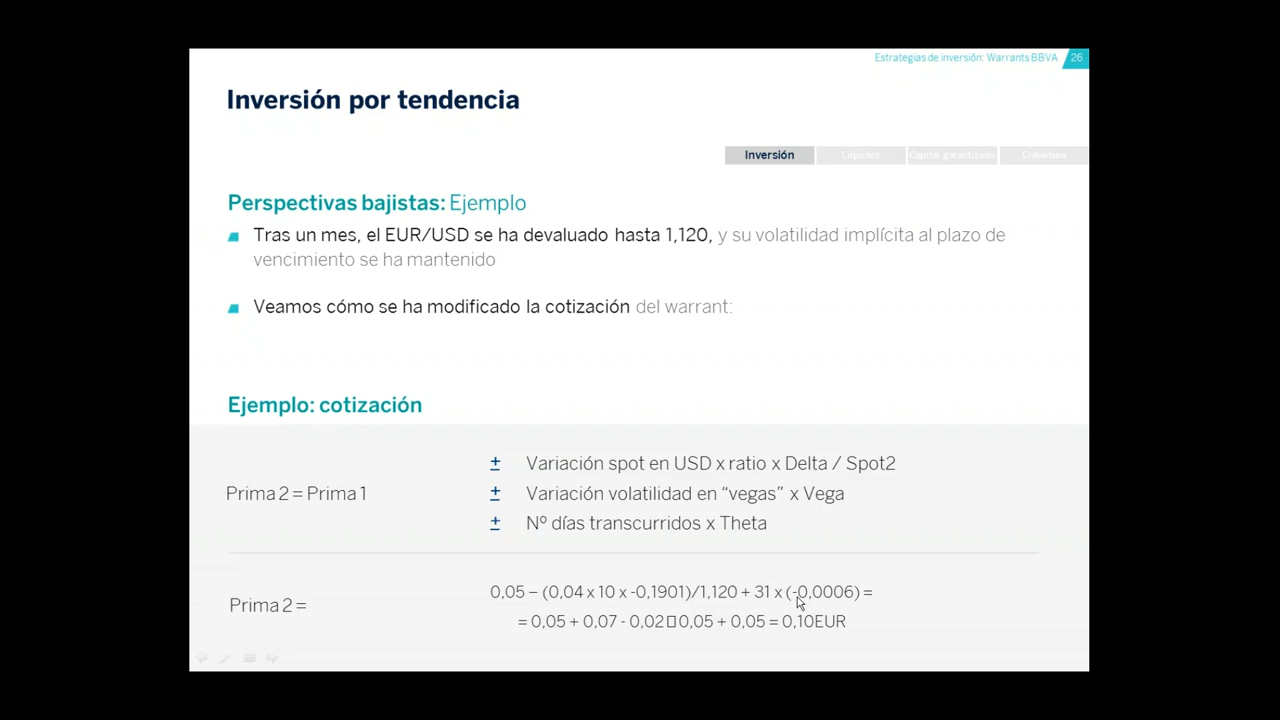 Estrategias de inversión: Warrants BBVA 26
Inversión por tendencia
Inversión Liquidez Capital garantizado Cobertura
Perspectivas bajistas: Ejemplo
Tras un mes, el EUR/USD se ha devaluado hasta 1,120, y su volatilidad implícita al plazo de
vencimiento se ha mantenido
Veamos cómo se ha modificado la cotización del warrant:
Ejemplo: cotización
± Variación spot en USD x ratio x Delta / Spot2
Prima 2 = Prima 1 ± Variación volatilidad en “vegas” x Vega
± Nº días transcurridos x Theta
0,05 – (0,04 x 10 x -0,1901)/1,120 + 31 x (-0,0006) =
Prima 2 =
= 0,05 + 0,07 - 0,02▯0,05 + 0,05 = 0,10EUR